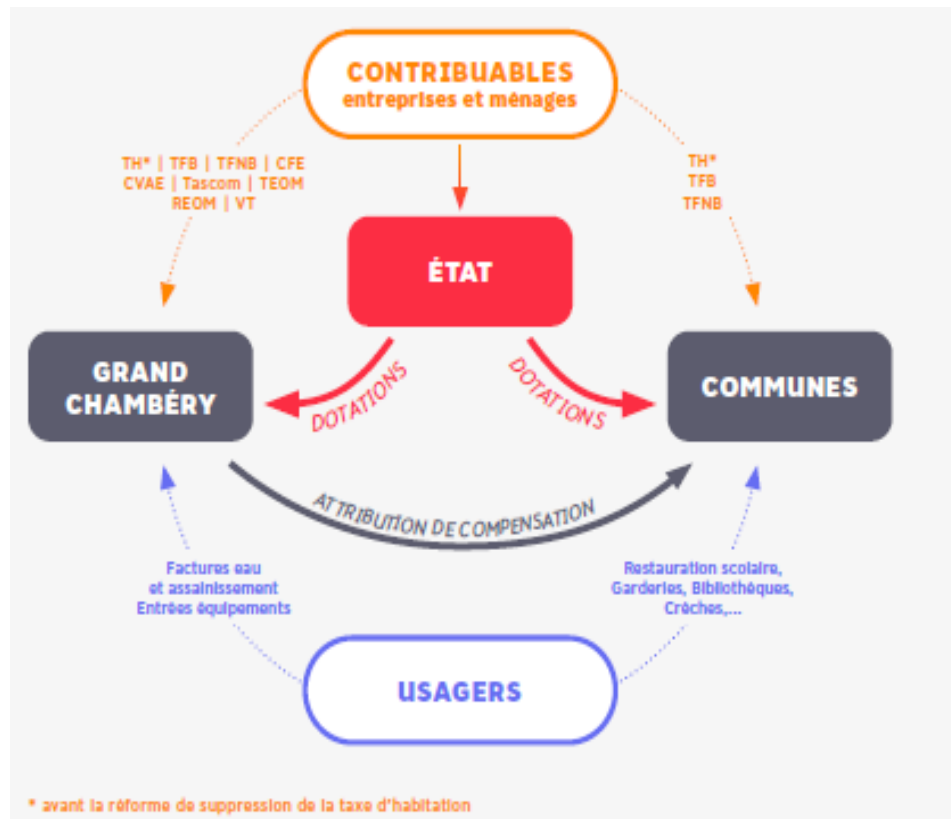 CONTRIBUABLES
entreprises et ménages
TH* | TFB | TFNB | CFE
CVAE | Tascom | TEOM
REOM | VT
TH*
TFB
TFNB
ÉTAT
GRAND
CHAMBÉRY
COMMUNES
DOTATIONS
DOTATIONS
ATTRIBUTION DE COMPENSATION
Factures eau
et assainissement
Entrées équipements
Restauration scolaire,
Garderies, Bibliothèques,
Crèches,...
USAGERS
* avant la réforme de suppression de la taxe d'habitation